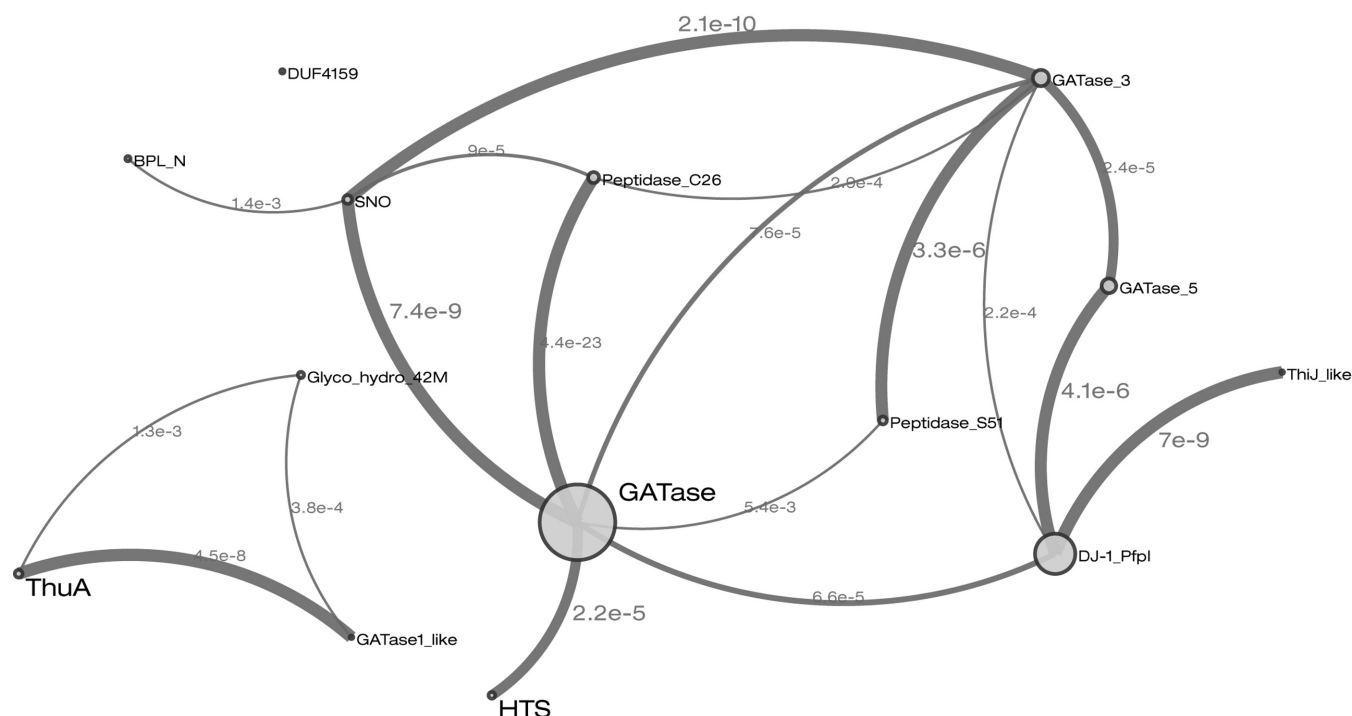 2.1e-10
DUF4159
GATase_3
BPL_N
9e-5
Peptidase_C26
2.4e-5
2.9e-4
1.4e-3
SNO
7.6e-5
3.3e-6
GATase_5
7.4e-9
2.2e-4
4.4e-23
Glyco_hydro_42M
ThiJ_like
4.1e-6
1.3e-3
Peptidase_S51
7e-9
GATase
3.8e-4
5.4e-3
4.5e-8
DJ-1_PfpI
ThuA
6.6e-5
2.2e-5
GATase1_like
HTS